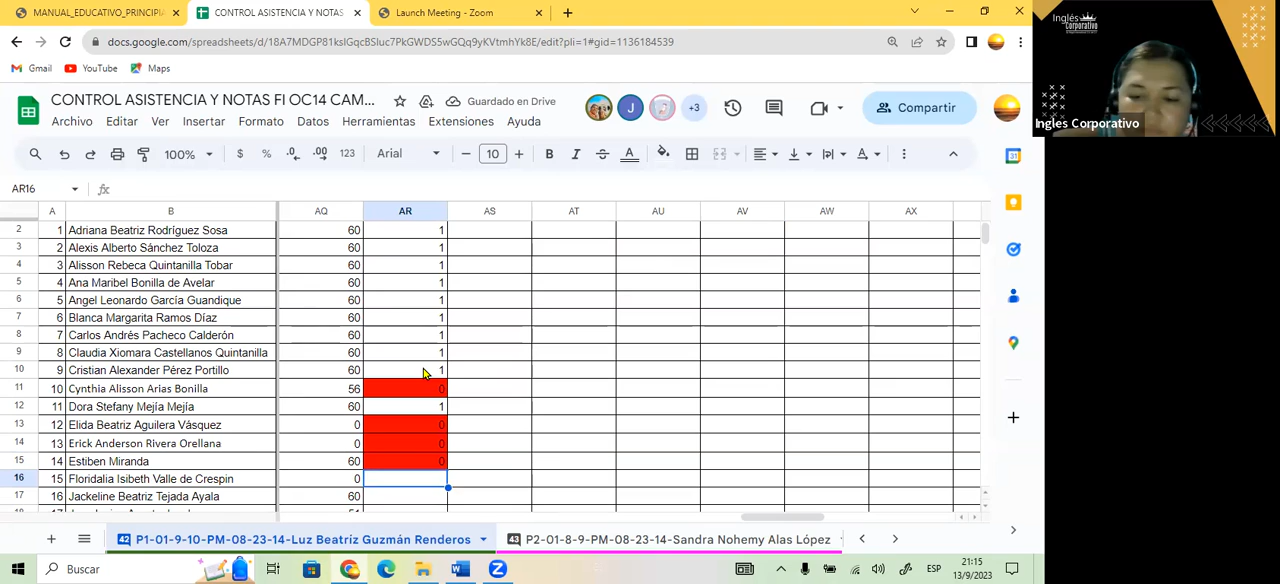 MANUAL_EDUCATIVO_PRINCIPIA
CONTROL ASISTENCIA Y NOTAS
Launch Meeting - Zoom
docs.google.com/spreadsheets/d/
Gmail YouTube Maps
CONTROL ASISTENCIA Y NOTAS FI OC14 CAM...
Guardado en Drive
J +3
Compartir
Archivo Editar Ver Insertar Formato Datos Herramientas Extensiones Ayuda
100% $ % .0 .00 123 Arial - 10 + B I A
AR16 fx
A B AQ AR AS AT AU AV AW AX
2 1 Adriana Beatriz Rodríguez Sosa 60 1
3 2 Alexis Alberto Sánchez Toloza 60 1
4 3 Alisson Rebeca Quintanilla Tobar 60 1
5 4 Ana Maribel Bonilla de Avelar 60 1
6 5 Angel Leonardo García Guandique 60 1
7 6 Blanca Margarita Ramos Díaz 60 1
8 7 Carlos Andrés Pacheco Calderón 60 1
9 8 Claudia Xiomara Castellanos Quintanilla 60 1
10 9 Cristian Alexander Pérez Portillo 60 1
11 10 Cynthia Alisson Arias Bonilla 56 0
12 11 Dora Stefany Mejía Mejía 60 1
13 12 Elida Beatriz Aguilera Vásquez 0 0
14 13 Erick Anderson Rivera Orellana 0 0
15 14 Estiben Miranda 60 0
16 15 Floridalia Isibeth Valle de Crespin 0
17 16 Jackeline Beatriz Tejada Ayala 60
42 P1-01-9-10-PM-08-23-14-Luz Beatriz Guzmán Renderos
43 P2-01-8-9-PM-08-23-14-Sandra Nohemy Alas López
Buscar
ESP
21:15
13/9/2023
Inglés
Corporativo
Ingles Corporativo
31